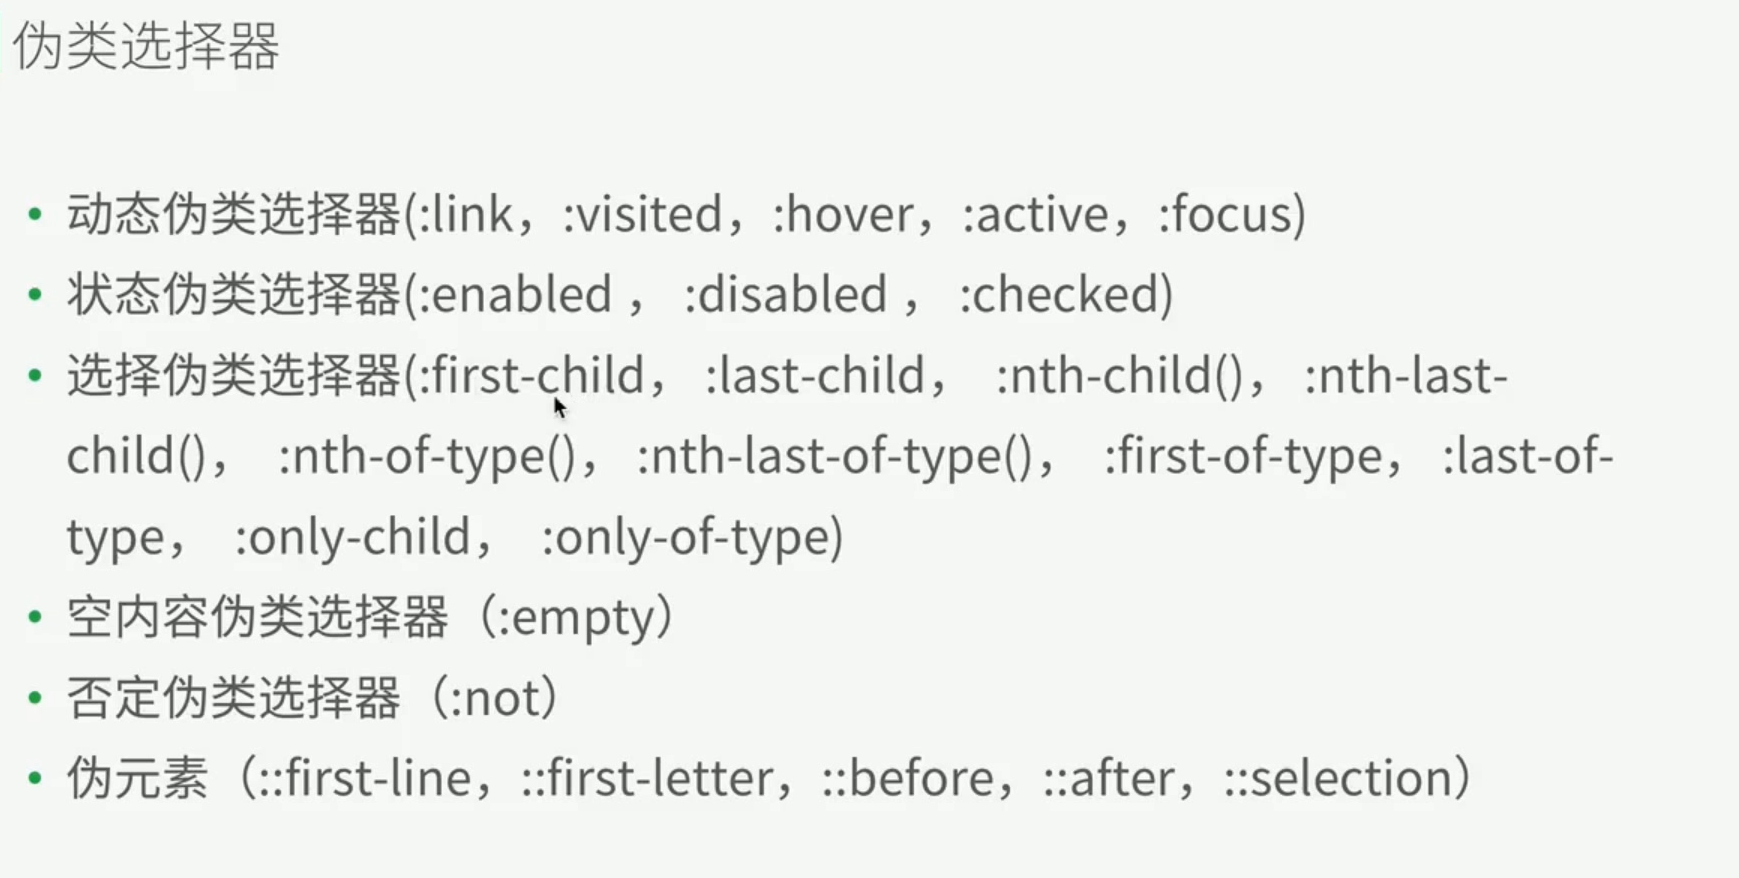 伪类选择器
• 动态伪类选择器(:link，:visited，:hover，:active，:focus)
• 状态伪类选择器(:enabled ， :disabled ， :checked)
• 选择伪类选择器(:first-child， :last-child， :nth-child()， :nth-last-
child()， :nth-of-type()，:nth-last-of-type()， :first-of-type， :last-of-
type， :only-child， :only-of-type)
• 空内容伪类选择器（:empty）
• 否定伪类选择器（:not）
• 伪元素（::first-line，::first-letter，::before，::after，::selection）